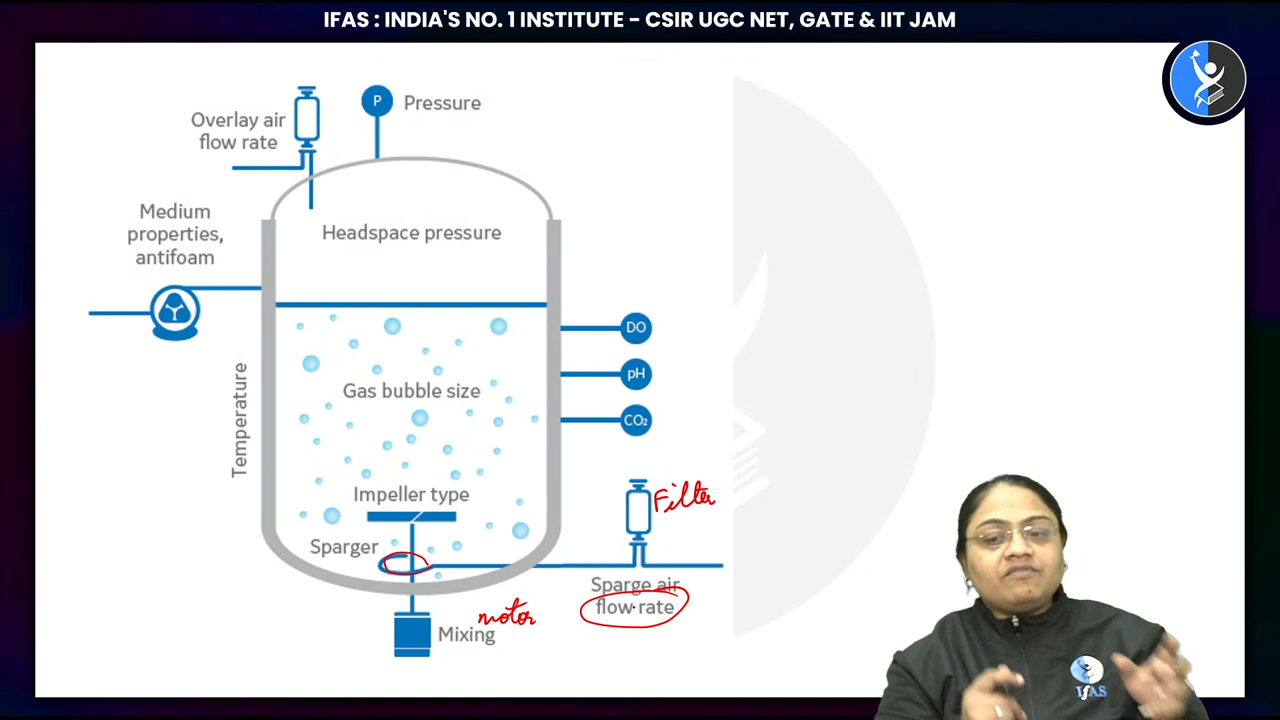 IFAS : INDIA'S NO. 1 INSTITUTE - CSIR UGC NET, GATE & IIT JAM
P
Pressure
Overlay air
flow rate
Medium
properties,
antifoam
Headspace pressure
DO
pH
CO₂
Temperature
Gas bubble size
Impeller type
Filter
Sparger
Sparge air
flow rate
motor
Mixing
IFAS